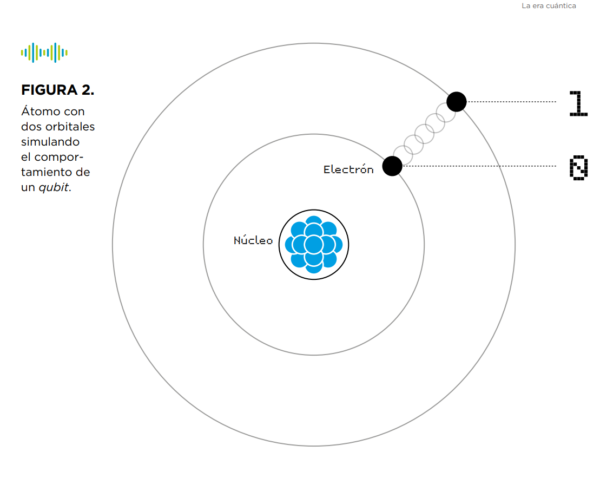 La era cuántica
FIGURA 2.
Átomo con
dos orbitales
simulando
el compor-
tamiento de
un qubit.
1
Electrón
0
Núcleo